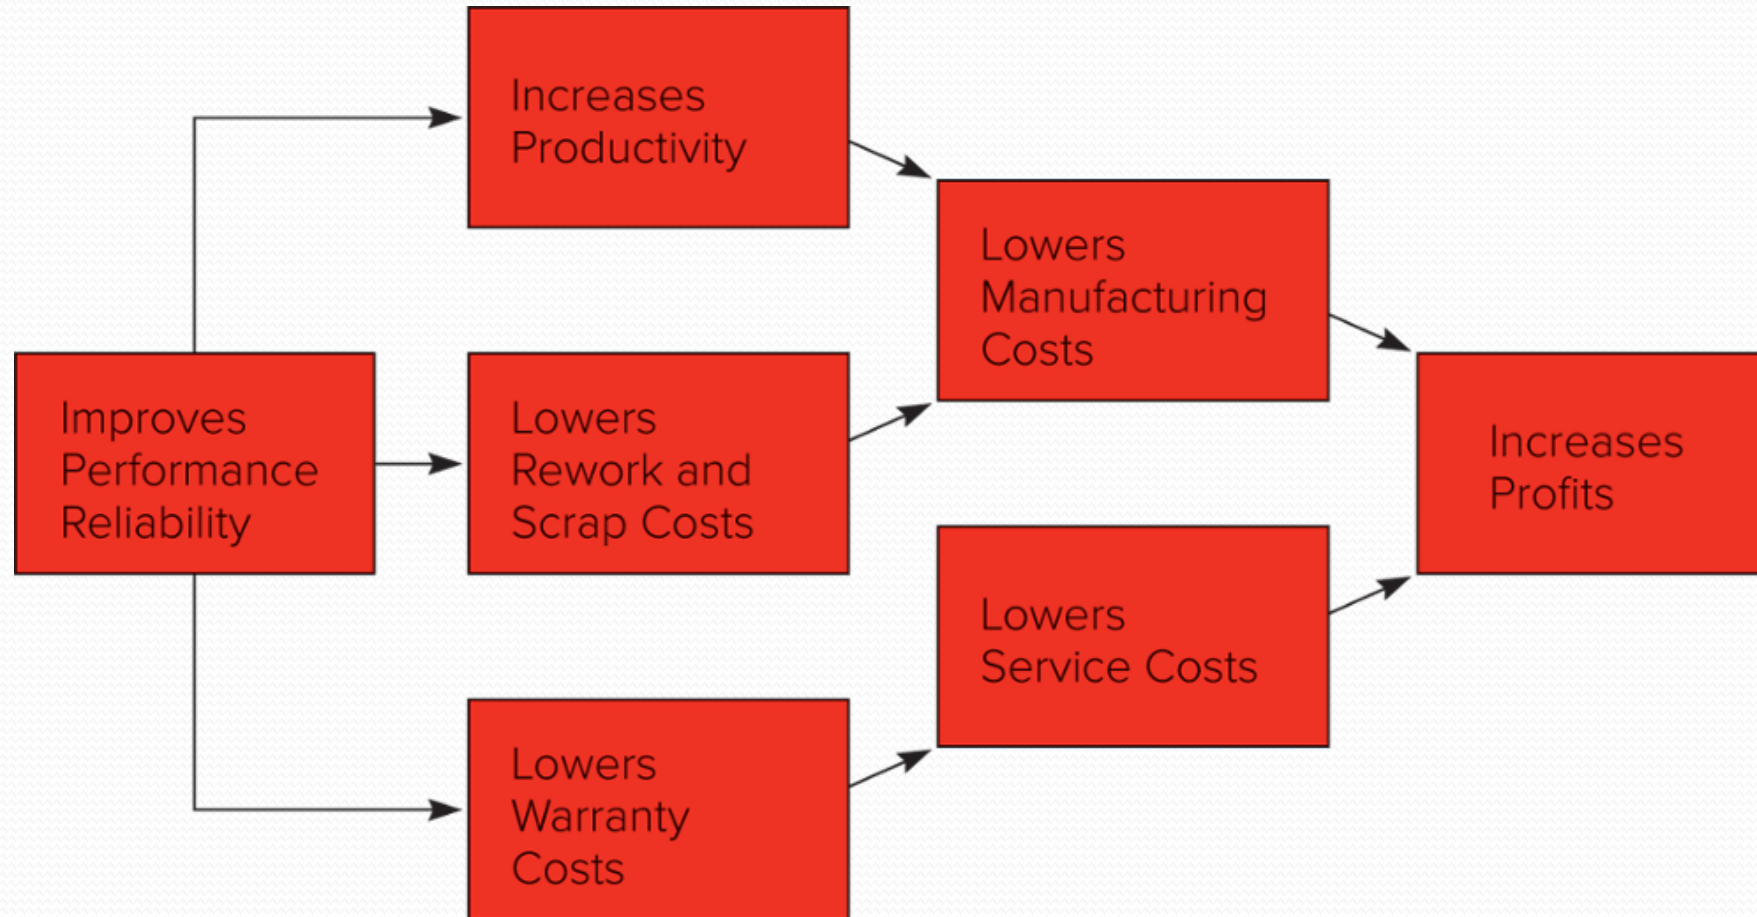 Increases
Productivity
Lowers
Manufacturing
Costs
Improves
Performance
Reliability
Lowers
Rework and
Scrap Costs
Increases
Profits
Lowers
Service Costs
Lowers
Warranty
Costs